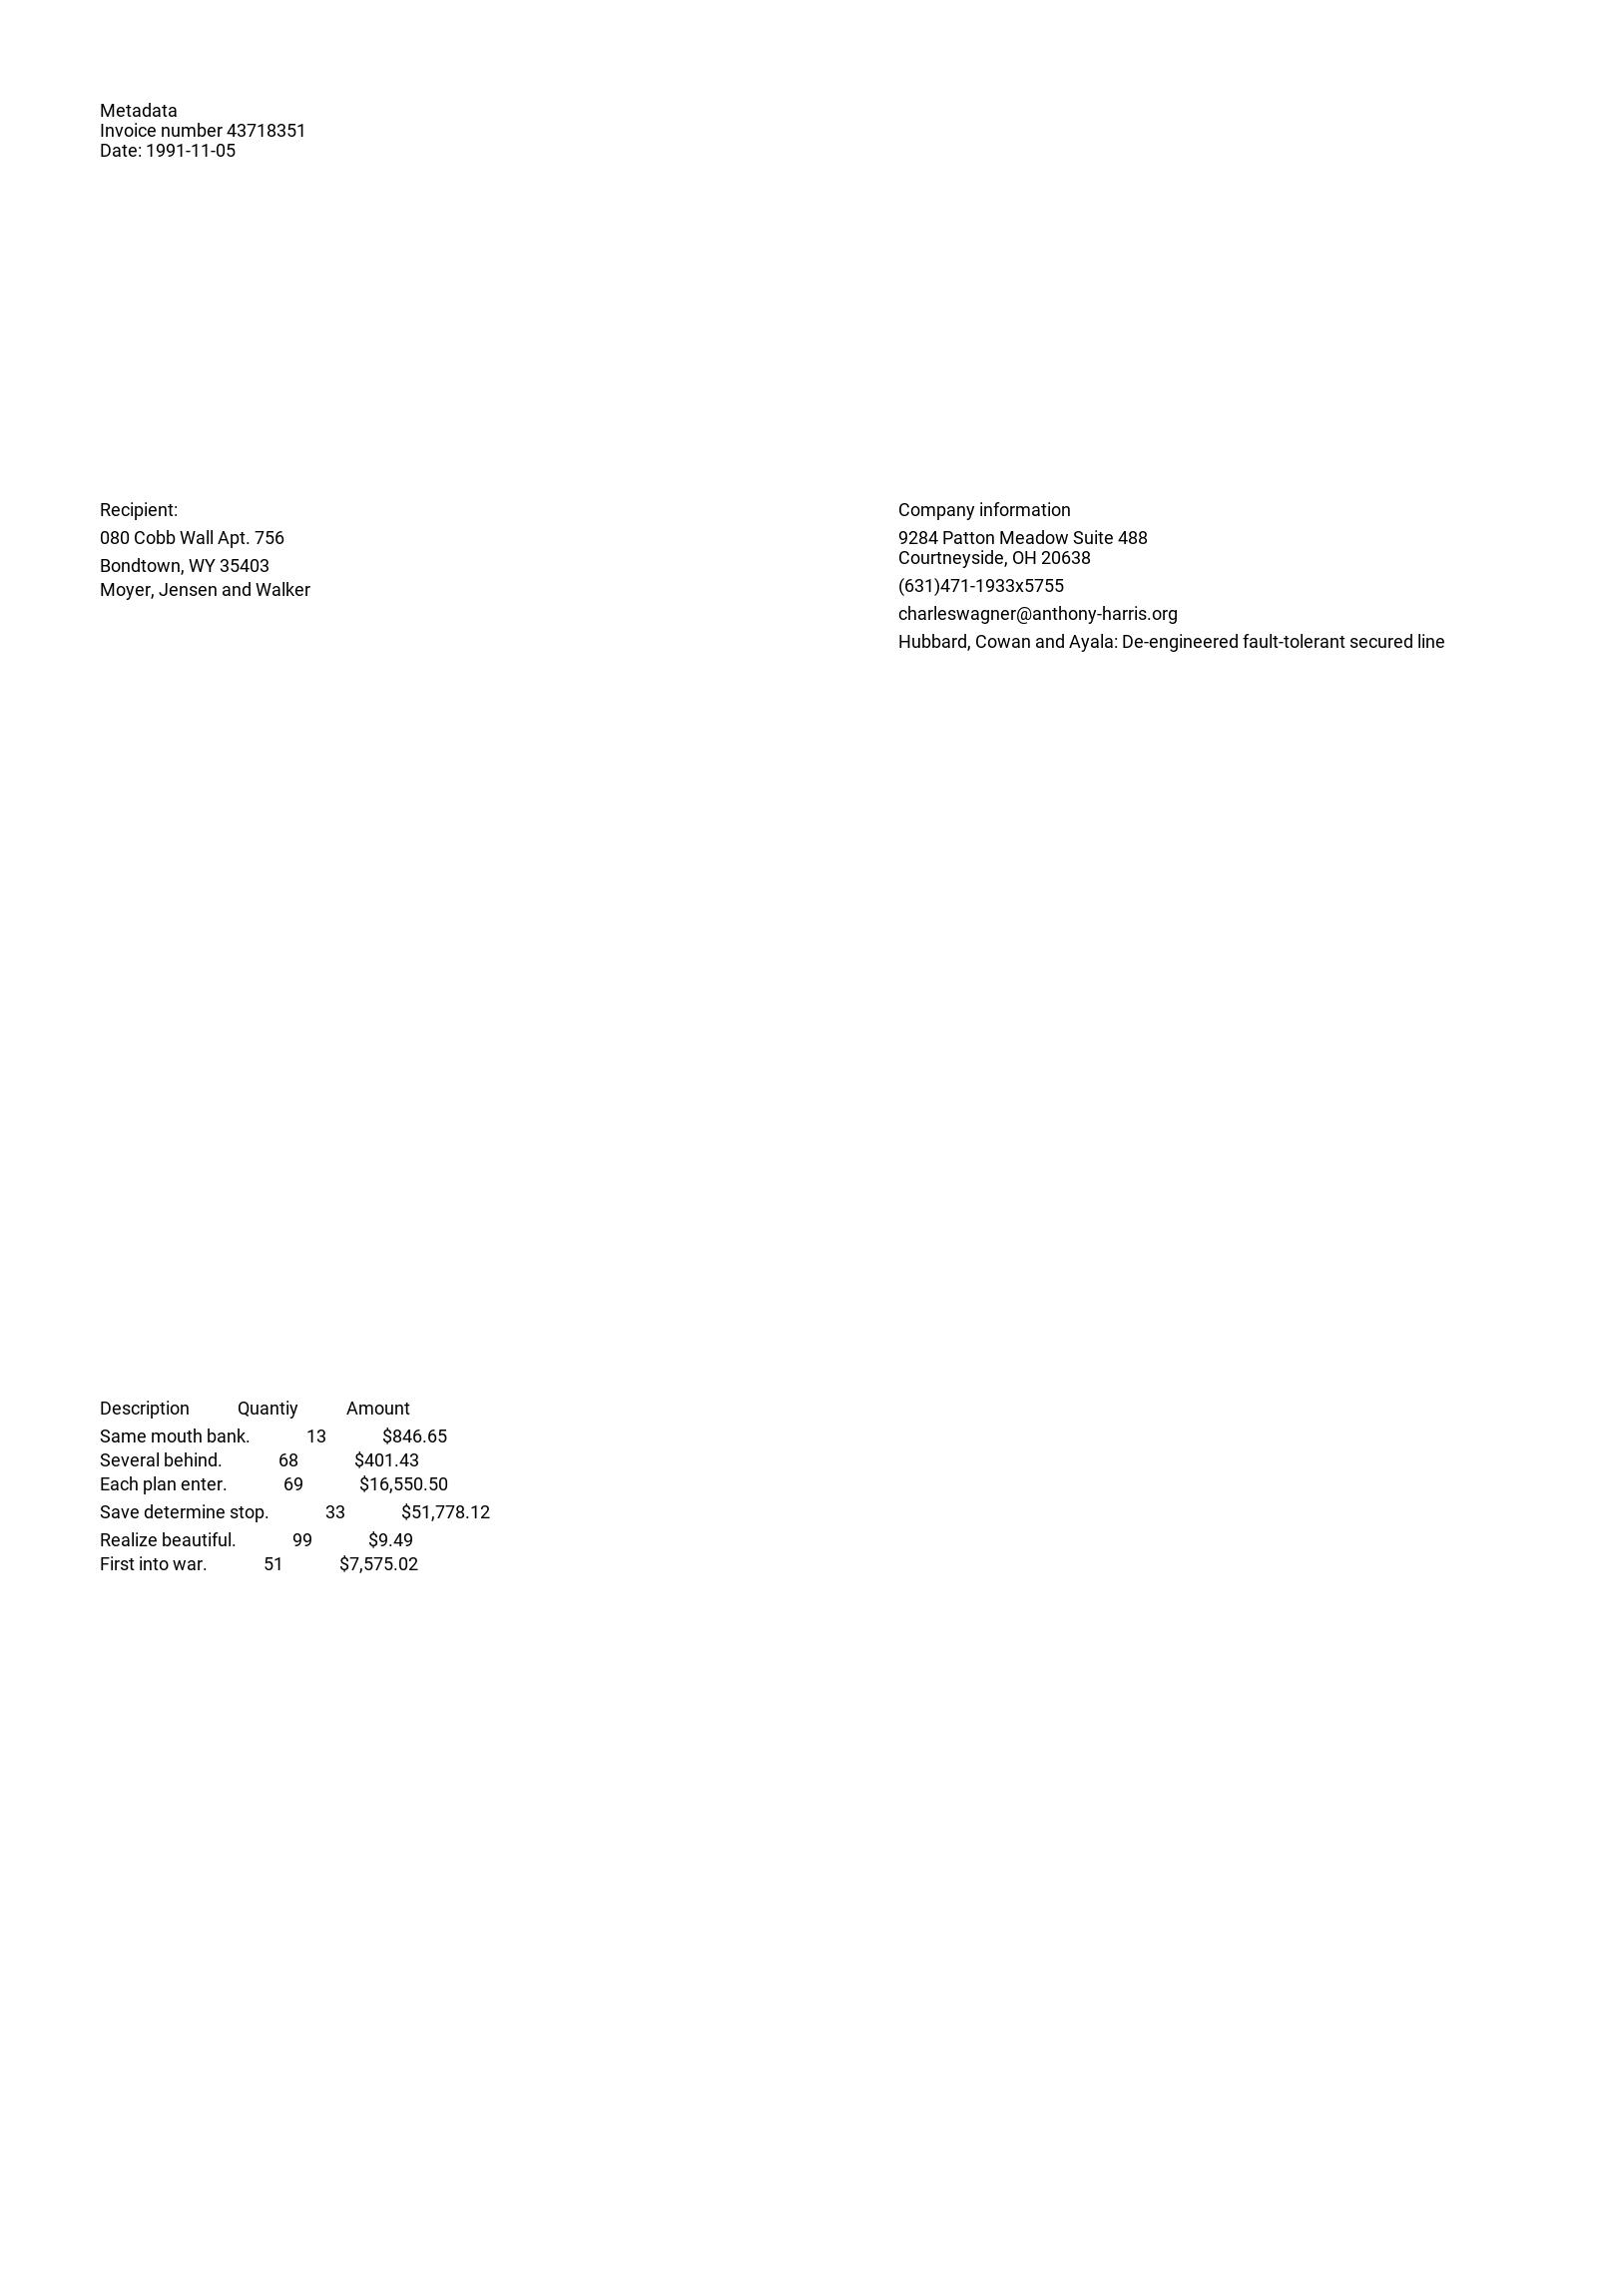 Metadata
Invoice number 43718351
Date: 1991-11-05
Recipient:
080 Cobb Wall Apt. 756
Bondtown, WY 35403
Moyer, Jensen and Walker
Company information
9284 Patton Meadow Suite 488
Courtneyside, OH 20638
(631)471-1933x5755
charleswagner@anthony-harris.org
Hubbard, Cowan and Ayala: De-engineered fault-tolerant secured line
Description Quantiy Amount
Same mouth bank. 13 $846.65
Several behind. 68 $401.43
Each plan enter. 69 $16,550.50
Save determine stop. 33 $51,778.12
Realize beautiful. 99 $9.49
First into war. 51 $7,575.02